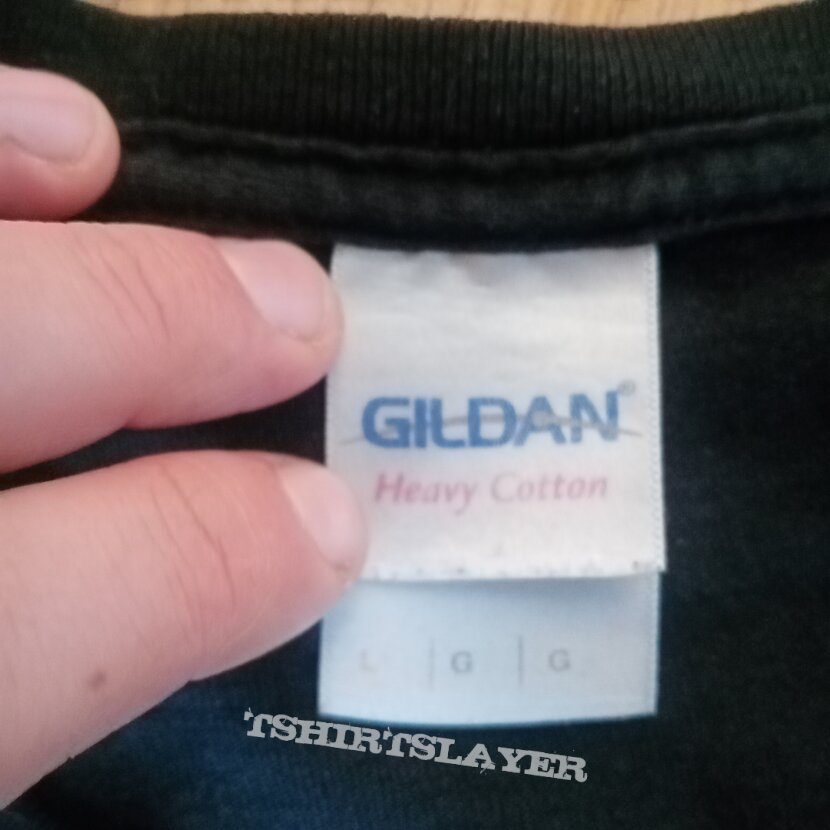 GILDAN®
Heavy Cotton
L | G | G
TSHIRTSLAYER